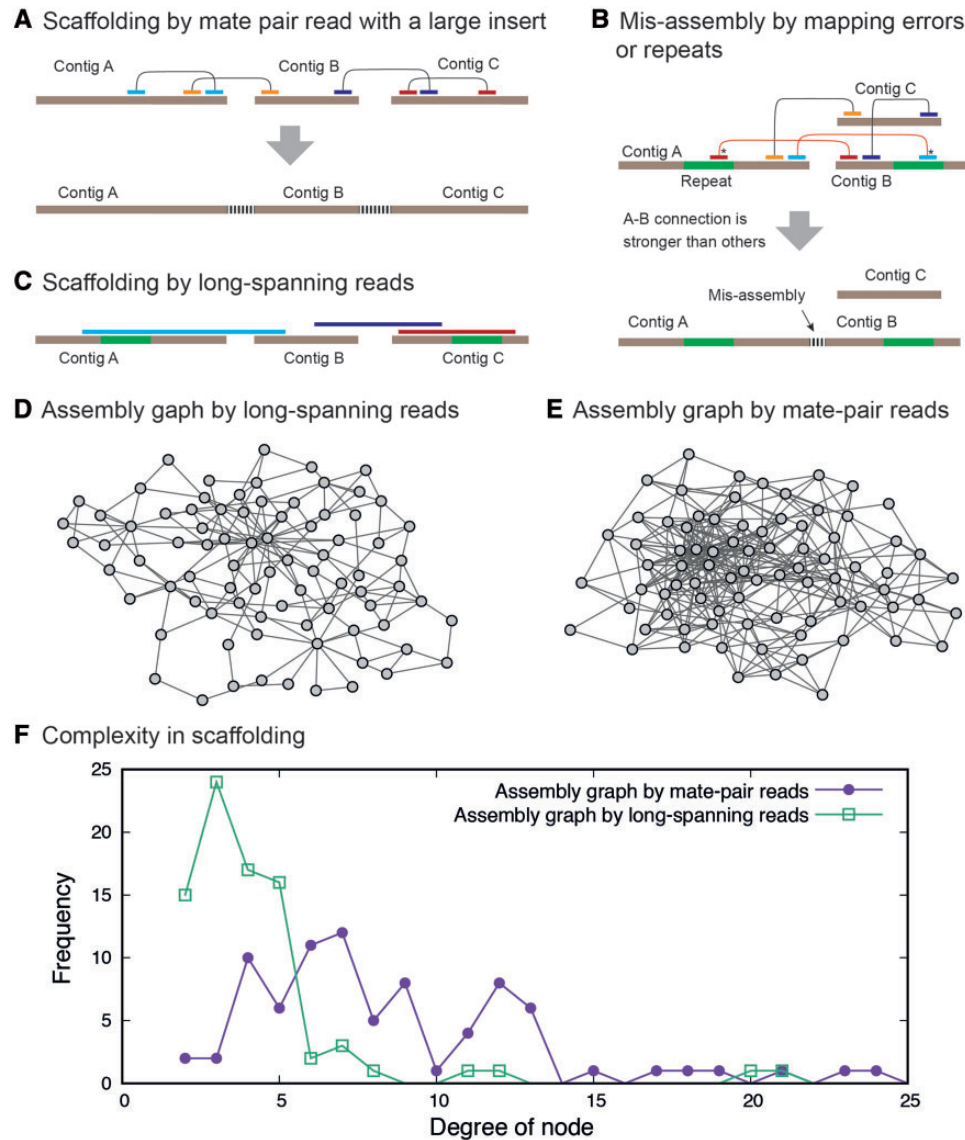 A Scaffolding by mate pair read with a large insert
Contig A
Contig B
Contig C
Contig A
Contig B
Contig C
B Mis-assembly by mapping errors
or repeats
Contig C
Contig A
*
*
Repeat
Contig B
A-B connection is
stronger than others
Contig C
Mis-assembly
Contig A
Contig B
C Scaffolding by long-spanning reads
Contig A
Contig B
Contig C
D Assembly gaph by long-spanning reads
E Assembly graph by mate-pair reads
F Complexity in scaffolding
25
20
15
10
5
0
Frequency
Assembly graph by mate-pair reads
Assembly graph by long-spanning reads
0
5
10
15
20
25
Degree of node